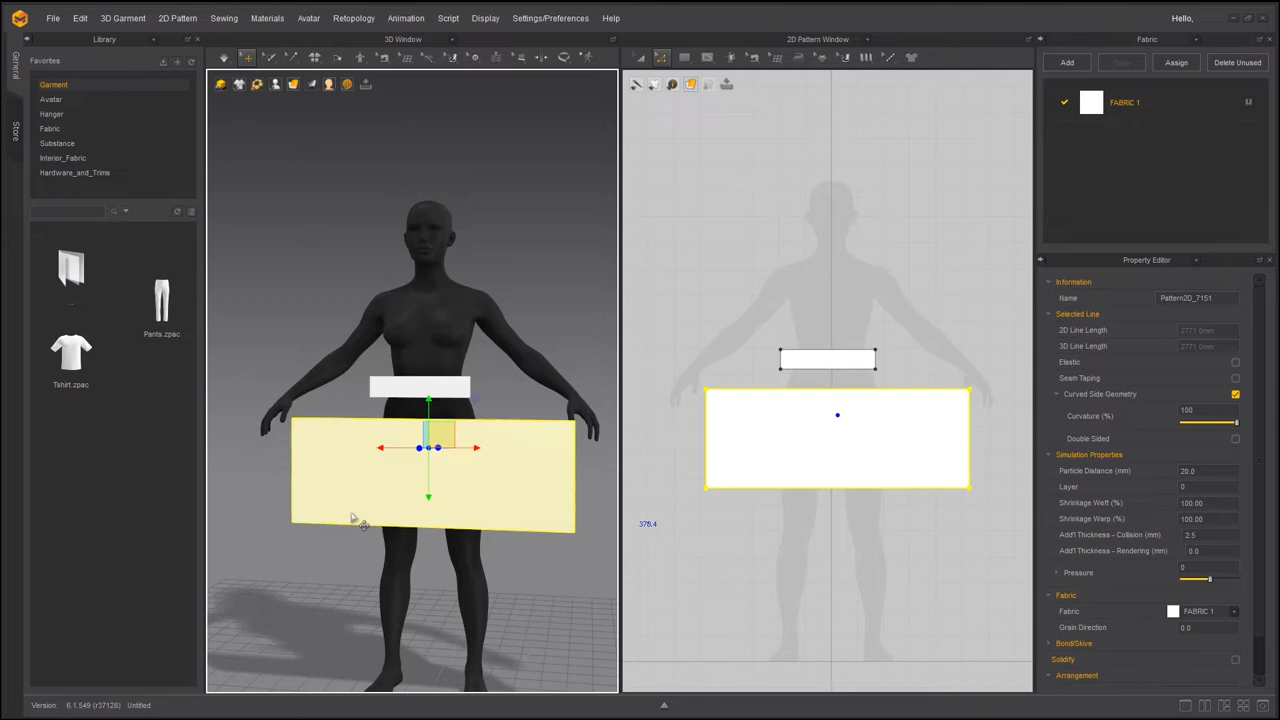 File Edit 3D Garment 2D Pattern Sewing Materials Avatar Retopology Animation Script Display Settings/Preferences Help Hello,
Library 3D Window 2D Pattern Window Fabric
General
Store
Favorites
Garment
Avatar
Hanger
Fabric
Substance
Interior_Fabric
Hardware_and_Trims
..
Pants.zpac
Tshirt.zpac
378.4
Add Assign Delete Unused
FABRIC 1
Property Editor
Information
Name Pattern2D_7151
Selected Line
2D Line Length 2771.0mm
3D Line Length 2771.0mm
Elastic
Seam Taping
Curved Side Geometry
Curvature (%) 100
Double Sided
Simulation Properties
Particle Distance (mm) 20.0
Layer 0
Shrinkage Weft (%) 100.00
Shrinkage Warp (%) 100.00
Add'l Thickness - Collision (mm) 2.5
Add'l Thickness - Rendering (mm) 0.0
Pressure 0
Fabric
Fabric FABRIC 1
Grain Direction 0.0
Bond/Skive
Solidify
Arrangement
Version: 6.1.549 (r37128) Untitled